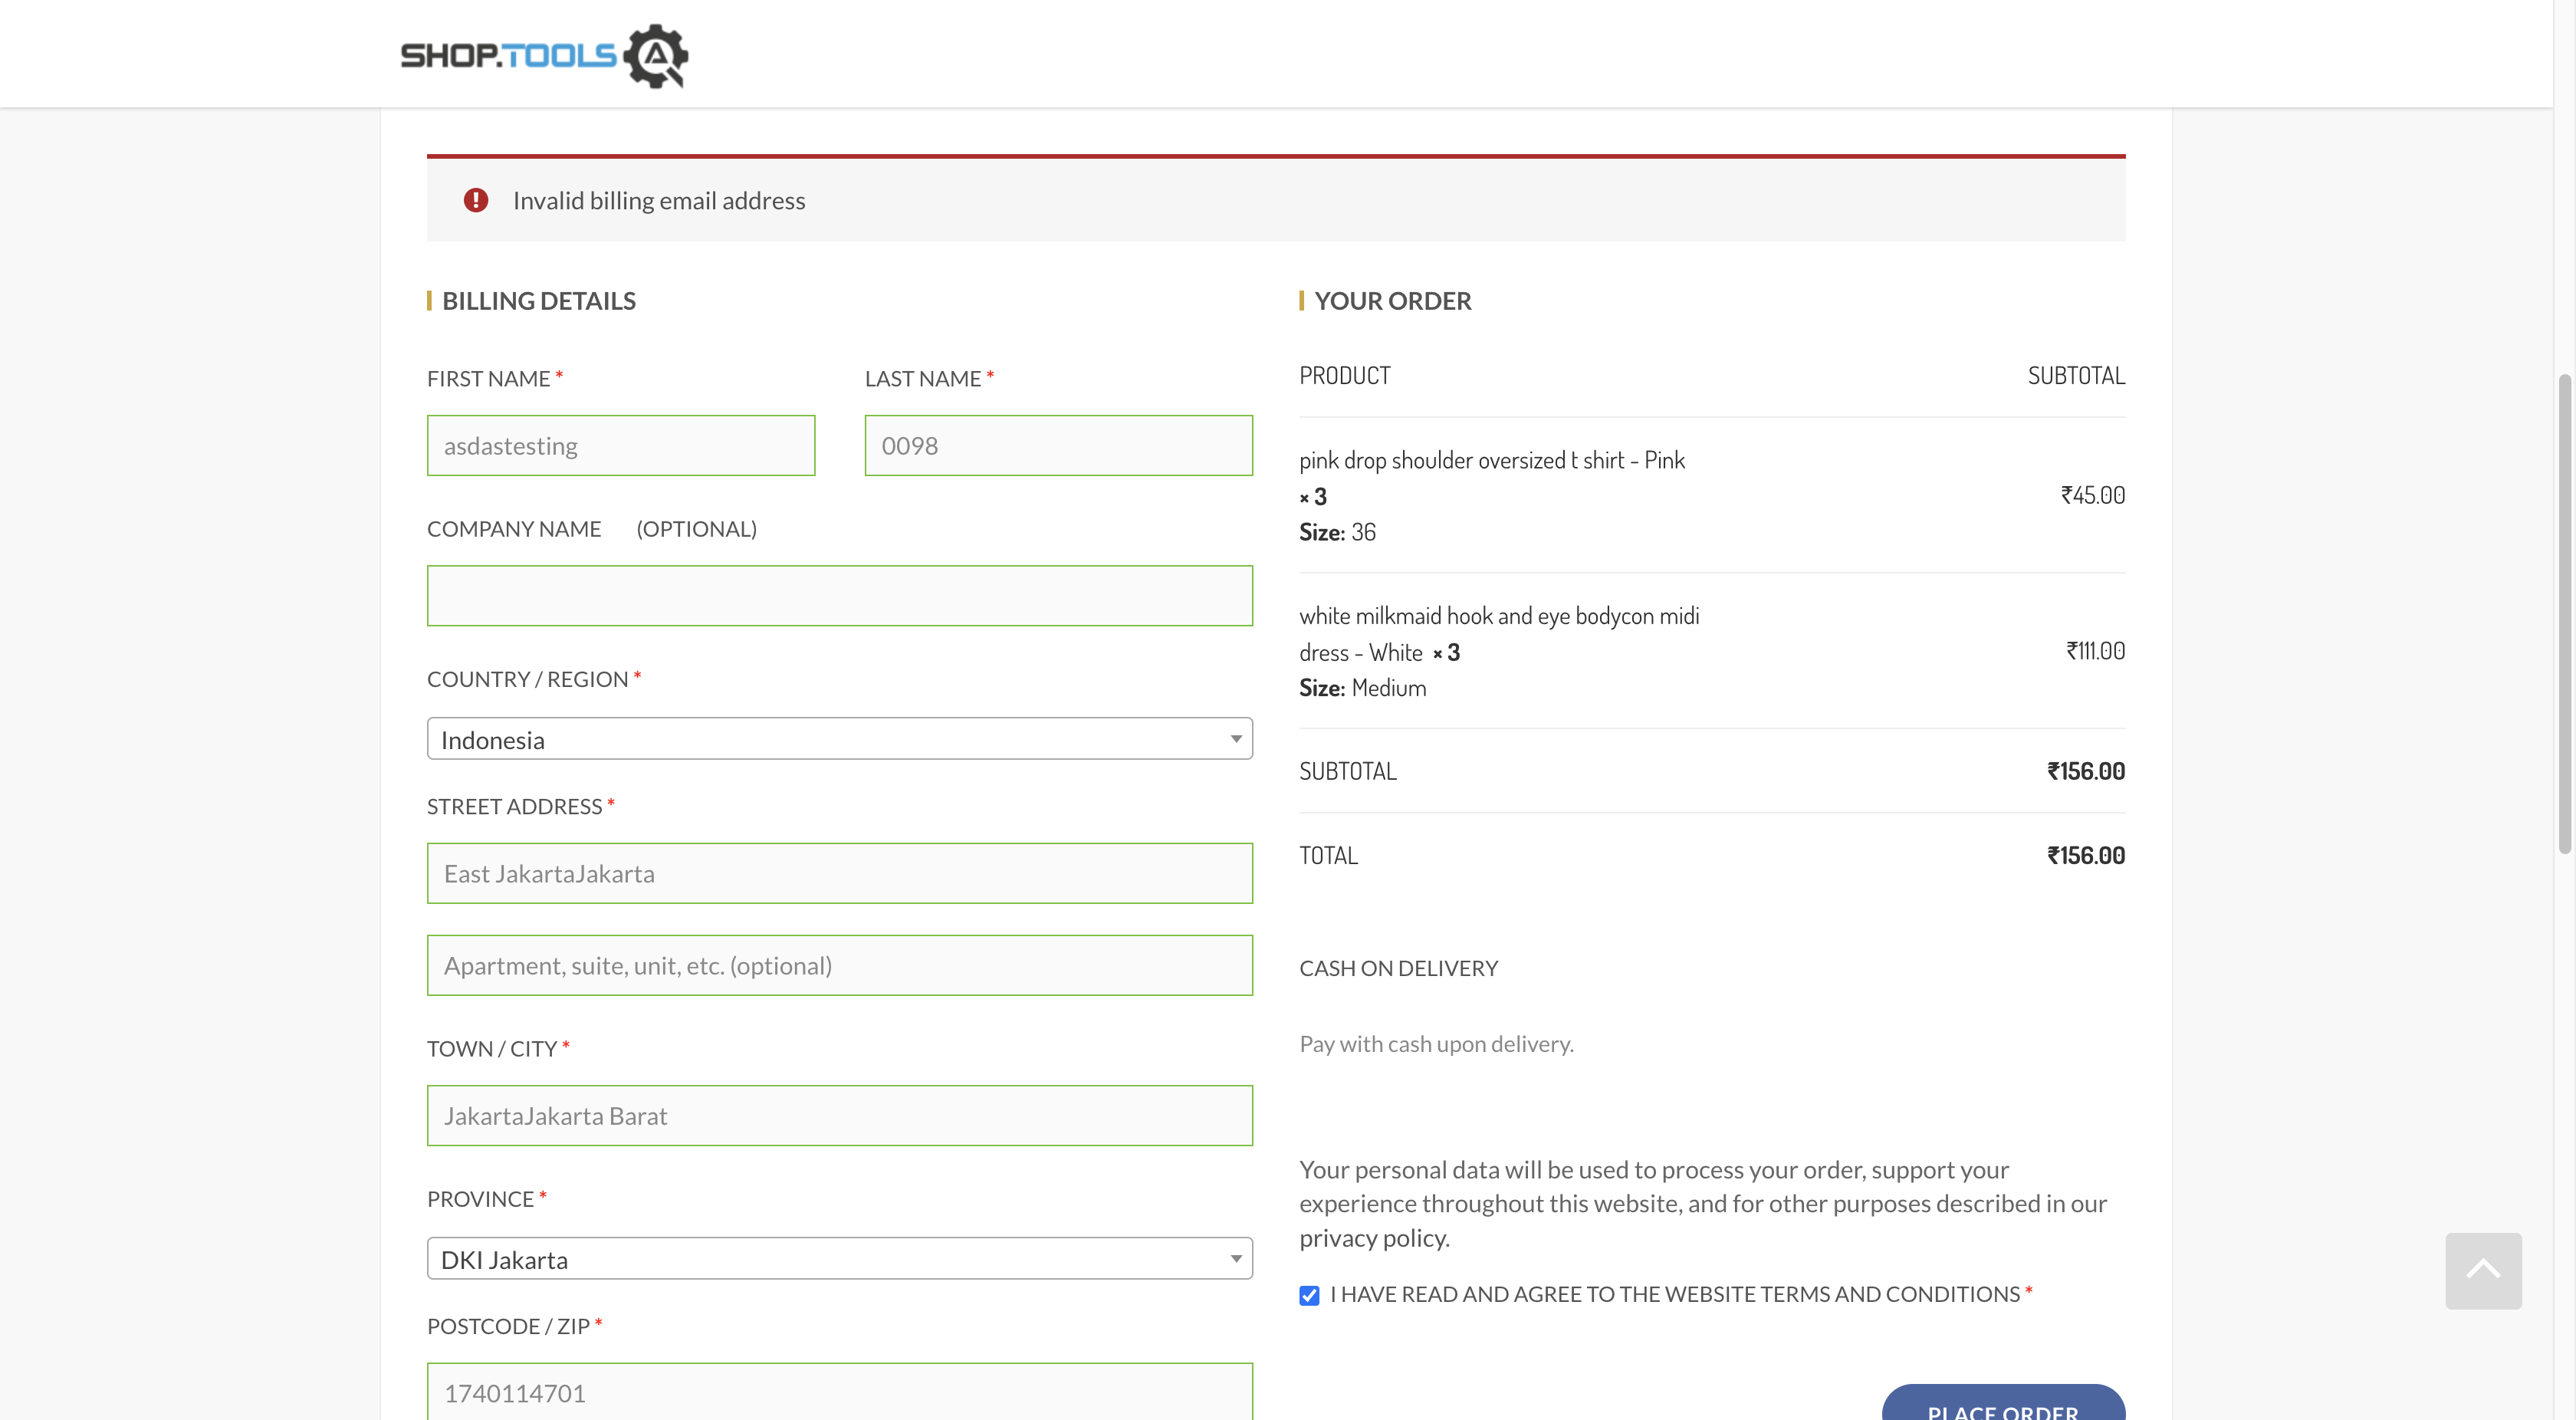 SHOP.TOOLS
Invalid billing email address
BILLING DETAILS
FIRST NAME *
LAST NAME *
asdastesting
0098
COMPANY NAME (OPTIONAL)
COUNTRY / REGION *
Indonesia
STREET ADDRESS *
East JakartaJakarta
Apartment, suite, unit, etc. (optional)
TOWN / CITY *
JakartaJakarta Barat
PROVINCE *
DKI Jakarta
POSTCODE / ZIP *
1740114701
YOUR ORDER
PRODUCT SUBTOTAL
pink drop shoulder oversized t shirt - Pink
× 3
₹45.00
Size: 36
white milkmaid hook and eye bodycon midi
dress - White × 3
₹111.00
Size: Medium
SUBTOTAL ₹156.00
TOTAL ₹156.00
CASH ON DELIVERY
Pay with cash upon delivery.
Your personal data will be used to process your order, support your
experience throughout this website, and for other purposes described in our
privacy policy.
I HAVE READ AND AGREE TO THE WEBSITE TERMS AND CONDITIONS *
PLACE ORDER